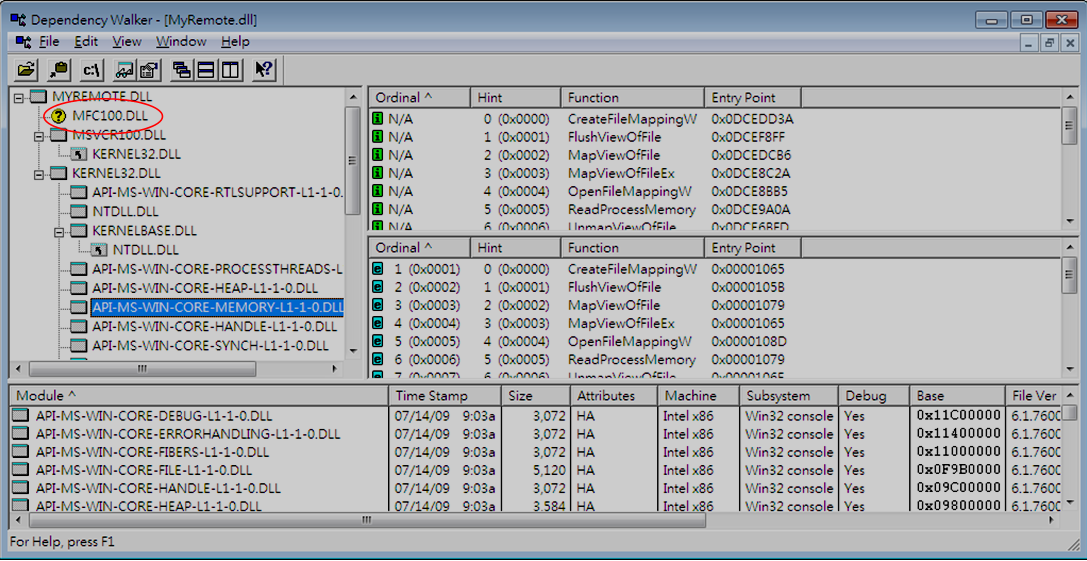 Dependency Walker - [MyRemote.dll]
File Edit View Window Help
c:\
MYREMOTE.DLL
? MFC100.DLL
MSVCR100.DLL
KERNEL32.DLL
KERNEL32.DLL
API-MS-WIN-CORE-RTLSUPPORT-L1-1-0.
NTDLL.DLL
KERNELBASE.DLL
NTDLL.DLL
API-MS-WIN-CORE-PROCESSTHREADS-L
API-MS-WIN-CORE-HEAP-L1-1-0.DLL
API-MS-WIN-CORE-MEMORY-L1-1-0.DLL
API-MS-WIN-CORE-HANDLE-L1-1-0.DLL
API-MS-WIN-CORE-SYNCH-L1-1-0.DLL
Ordinal ^ Hint Function Entry Point
N/A 0 (0x0000) CreateFileMappingW 0x0DCEDD3A
N/A 1 (0x0001) FlushViewOfFile 0x0DCEF8FF
N/A 2 (0x0002) MapViewOfFile 0x0DCEDCB6
N/A 3 (0x0003) MapViewOfFileEx 0x0DCE8C2A
N/A 4 (0x0004) OpenFileMappingW 0x0DCE8BB5
N/A 5 (0x0005) ReadProcessMemory 0x0DCE9A0A
N/A 6 (0x0006) UnmapViewOfFile
Ordinal ^ Hint Function Entry Point
1 (0x0001) 0 (0x0000) CreateFileMappingW 0x00001065
2 (0x0002) 1 (0x0001) FlushViewOfFile 0x0000105B
3 (0x0003) 2 (0x0002) MapViewOfFile 0x00001079
4 (0x0004) 3 (0x0003) MapViewOfFileEx 0x00001065
5 (0x0005) 4 (0x0004) OpenFileMappingW 0x0000108D
6 (0x0006) 5 (0x0005) ReadProcessMemory 0x00001079
7 (0x0007) 6 (0x0006) UnmapViewOfFile 0x0000106F
Module ^ Time Stamp Size Attributes Machine Subsystem Debug Base File Ver
API-MS-WIN-CORE-DEBUG-L1-1-0.DLL 07/14/09 9:03a 3,072 HA Intel x86 Win32 console Yes 0x11C00000 6.1.7600
API-MS-WIN-CORE-ERRORHANDLING-L1-1-0.DLL 07/14/09 9:03a 3,072 HA Intel x86 Win32 console Yes 0x11400000 6.1.7600
API-MS-WIN-CORE-FIBERS-L1-1-0.DLL 07/14/09 9:03a 3,072 HA Intel x86 Win32 console Yes 0x11000000 6.1.7600
API-MS-WIN-CORE-FILE-L1-1-0.DLL 07/14/09 9:03a 5,120 HA Intel x86 Win32 console Yes 0x0F9B0000 6.1.7600
API-MS-WIN-CORE-HANDLE-L1-1-0.DLL 07/14/09 9:03a 3,072 HA Intel x86 Win32 console Yes 0x09C00000 6.1.7600
API-MS-WIN-CORE-HEAP-L1-1-0.DLL 07/14/09 9:03a 3,584 HA Intel x86 Win32 console Yes 0x09800000 6.1.7600
For Help, press F1